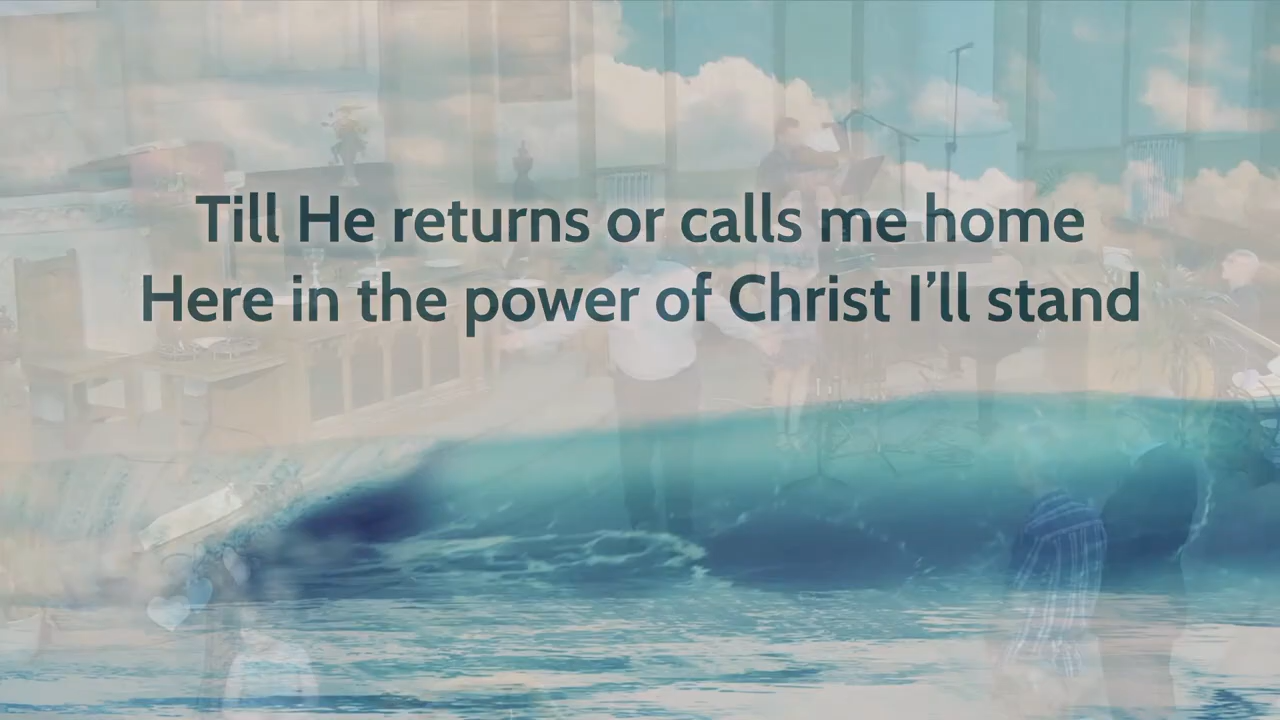 Till He returns or calls me home
Here in the power of Christ I’ll stand